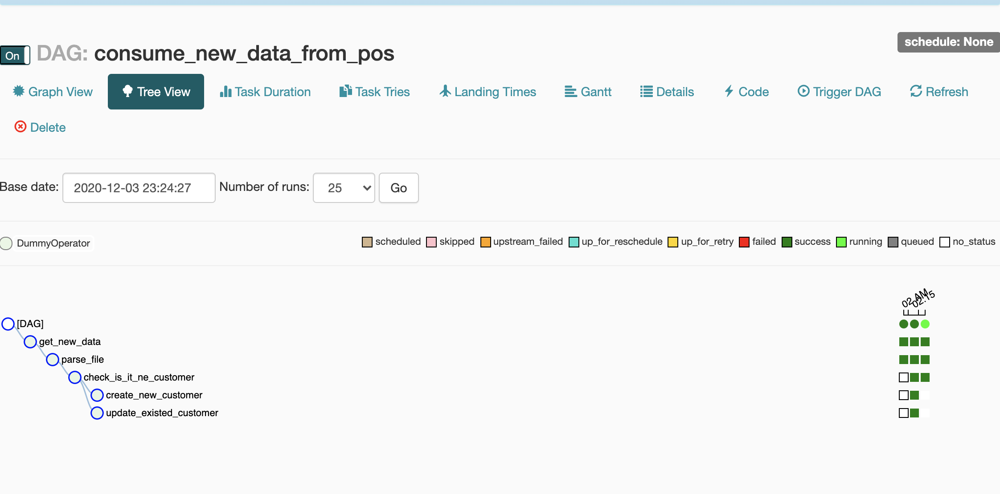 schedule: None
On DAG: consume_new_data_from_pos
Graph View Tree View Task Duration Task Tries Landing Times Gantt Details Code Trigger DAG Refresh
Delete
Base date: 2020-12-03 23:24:27 Number of runs: 25 Go
DummyOperator scheduled skipped upstream_failed up_for_reschedule up_for_retry failed success running queued no_status
02 AM 02:15
[DAG]
get_new_data
parse_file
check_is_it_ne_customer
create_new_customer
update_existed_customer